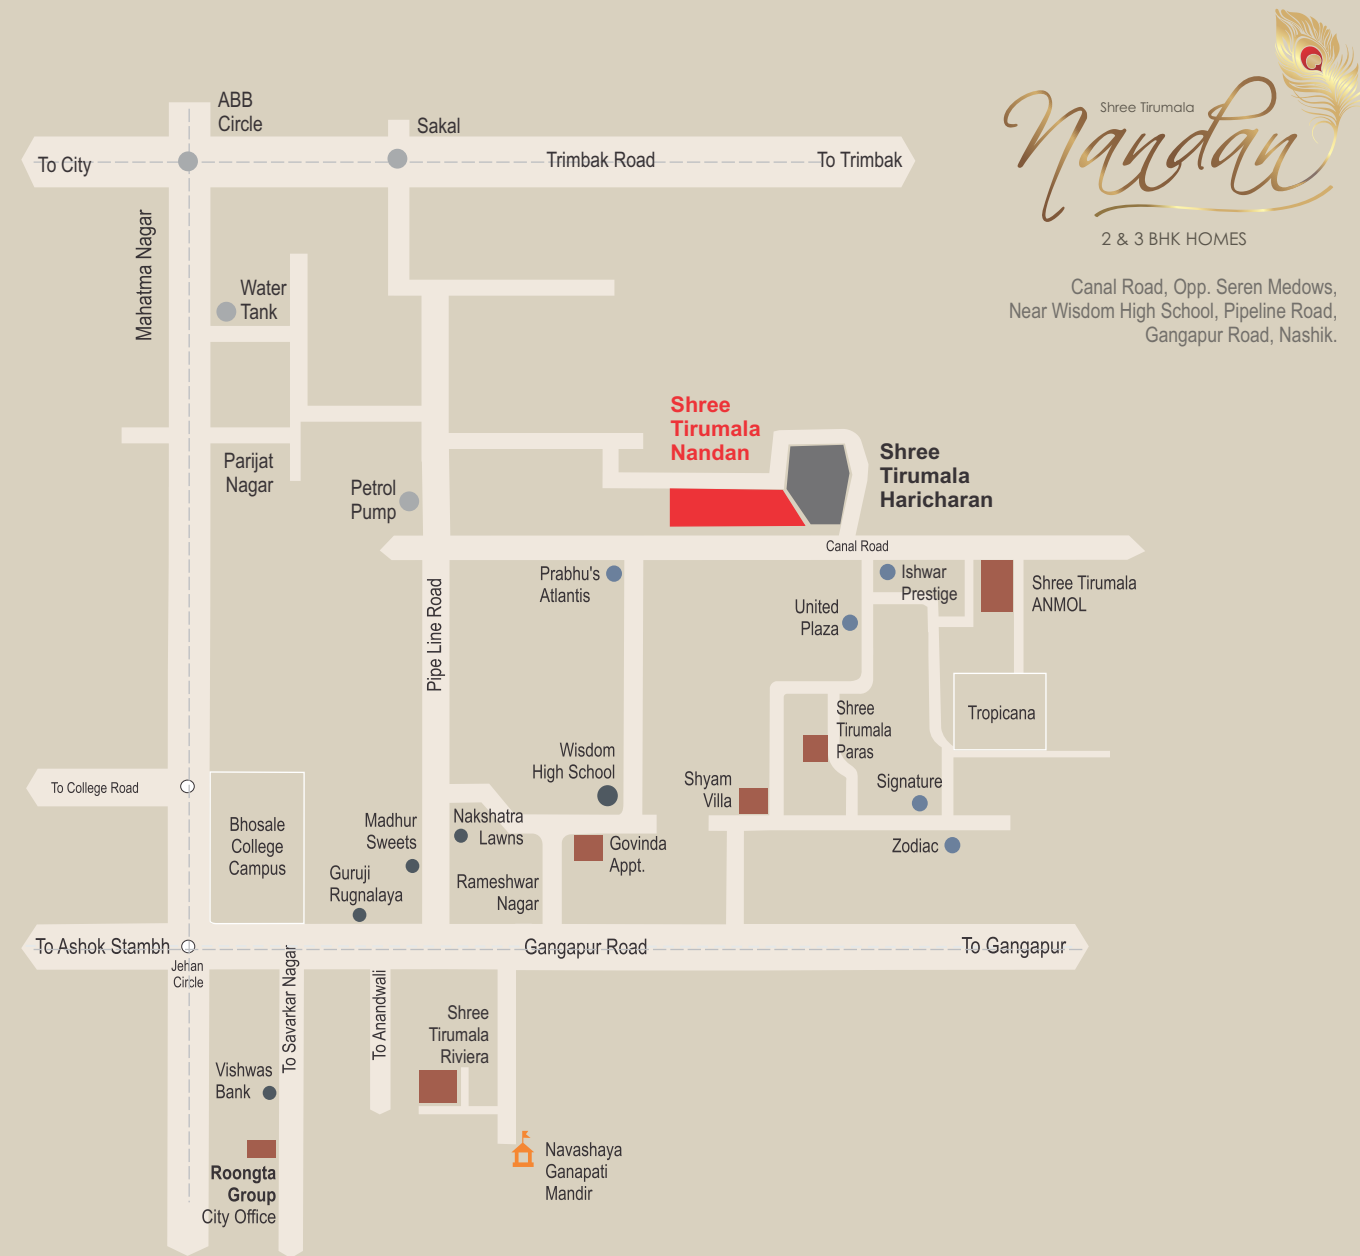 ABB
Circle
Sakal
To City
Trimbak Road
To Trimbak
Shree Tirumala
Nandan
2 & 3 BHK HOMES
Canal Road, Opp. Seren Medows,
Near Wisdom High School, Pipeline Road,
Gangapur Road, Nashik.
Mahatma Nagar
Water
Tank
Parijat
Nagar
Petrol
Pump
Shree
Tirumala
Nandan
Shree
Tirumala
Haricharan
Canal Road
Pipe Line Road
Prabhu's
Atlantis
United
Plaza
Ishwar
Prestige
Shree Tirumala
ANMOL
Tropicana
Shree
Tirumala
Paras
Wisdom
High School
Shyam
Villa
Signature
Zodiac
To College Road
Bhosale
College
Campus
Madhur
Sweets
Nakshatra
Lawns
Guruji
Rugnalaya
Rameshwar
Nagar
Govinda
Appt.
To Ashok Stambh
Jehan
Circle
Gangapur Road
To Gangapur
To Savarkar Nagar
To Anandwali
Shree
Tirumala
Riviera
Vishwas
Bank
Roongta
Group
City Office
Navashaya
Ganapati
Mandir